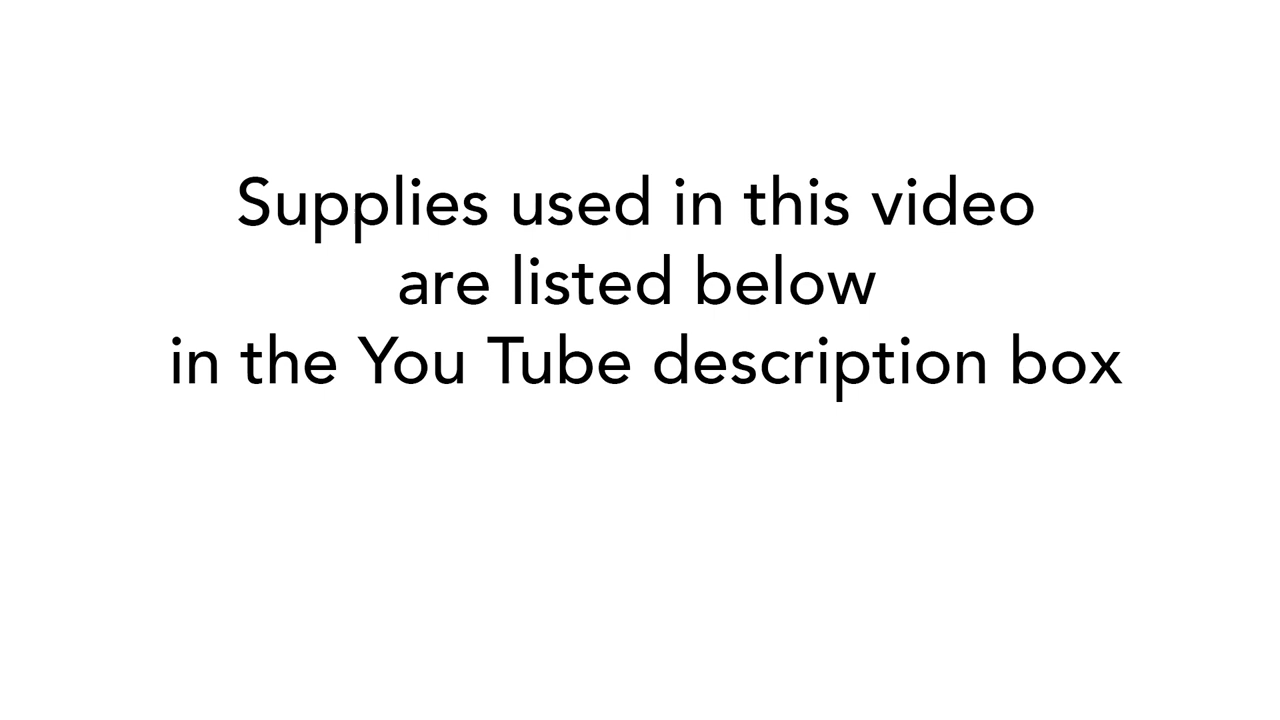 Supplies used in this video
are listed below
in the You Tube description box